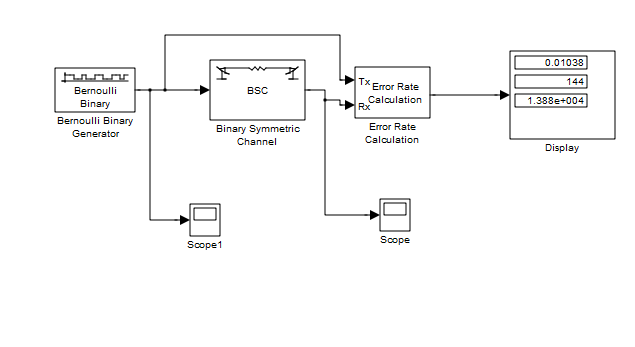 Bernoulli
Binary
Bernoulli Binary
Generator
BSC
Binary Symmetric
Channel
Tx
Rx
Error Rate
Calculation
Error Rate
Calculation
0.01038
144
1.388e+004
Display
Scope1
Scope